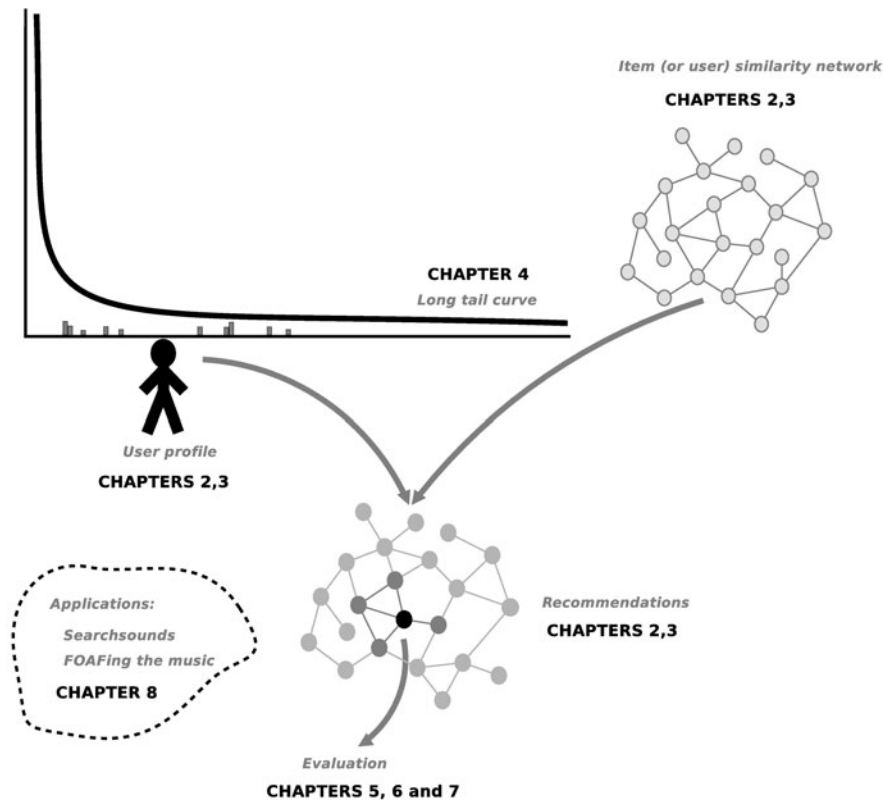 Item (or user) similarity network
CHAPTERS 2,3
CHAPTER 4
Long tail curve
User profile
CHAPTERS 2,3
Applications:
Searchsounds
FOAFing the music
CHAPTER 8
Recommendations
CHAPTERS 2,3
Evaluation
CHAPTERS 5, 6 and 7